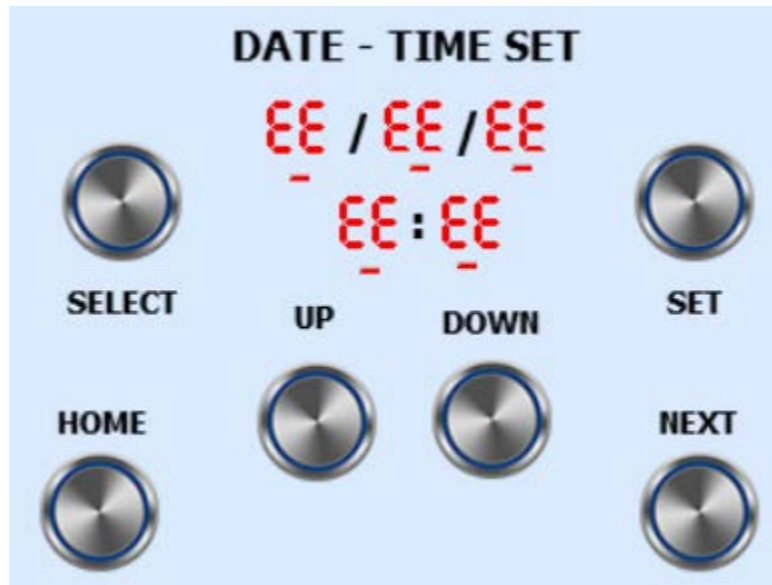 DATE - TIME SET
EE / EE / EE
EE : EE
SELECT
UP
DOWN
SET
HOME
NEXT